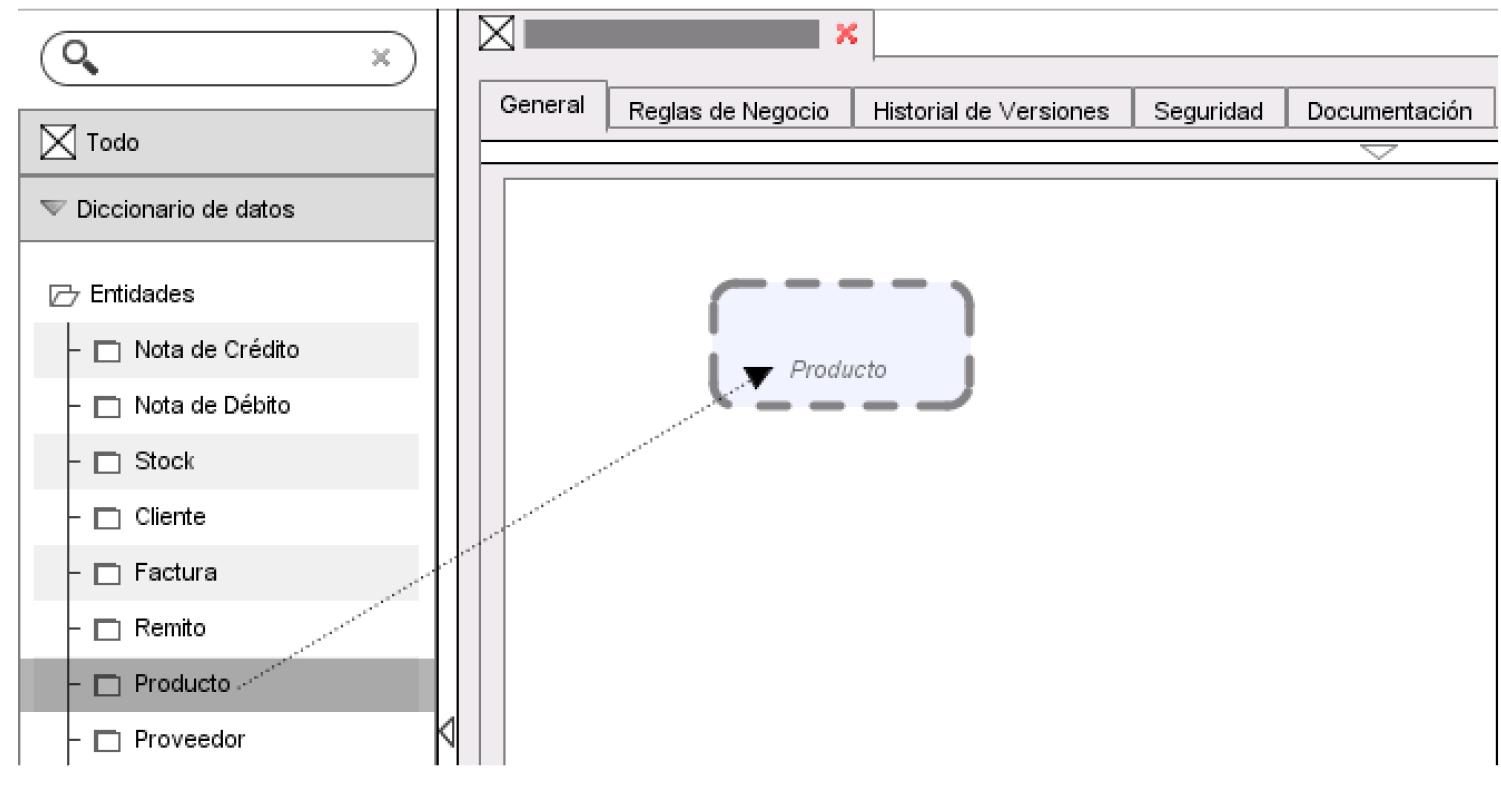 General
Reglas de Negocio
Historial de Versiones
Seguridad
Documentación
Todo
Diccionario de datos
Entidades
Nota de Crédito
Nota de Débito
Stock
Cliente
Factura
Remito
Producto
Proveedor
Producto